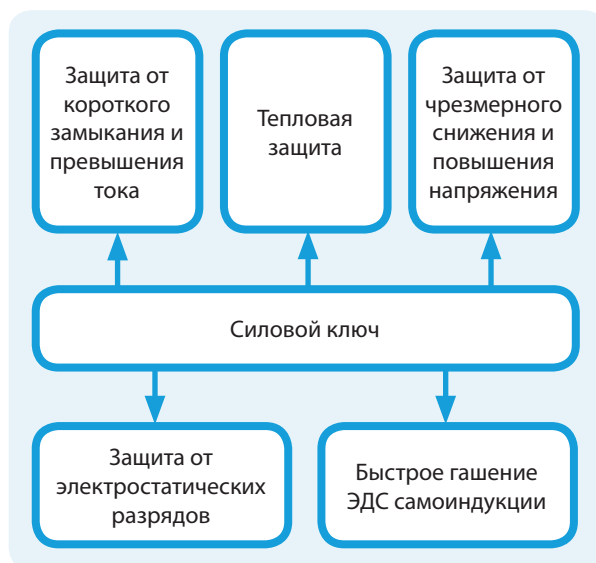 Защита от
короткого
замыкания и
превышения
тока
Тепловая
защита
Защита от
чрезмерного
снижения и
повышения
напряжения
Силовой ключ
Защита от
электростатических
разрядов
Быстрое гашение
ЭДС самоиндукции